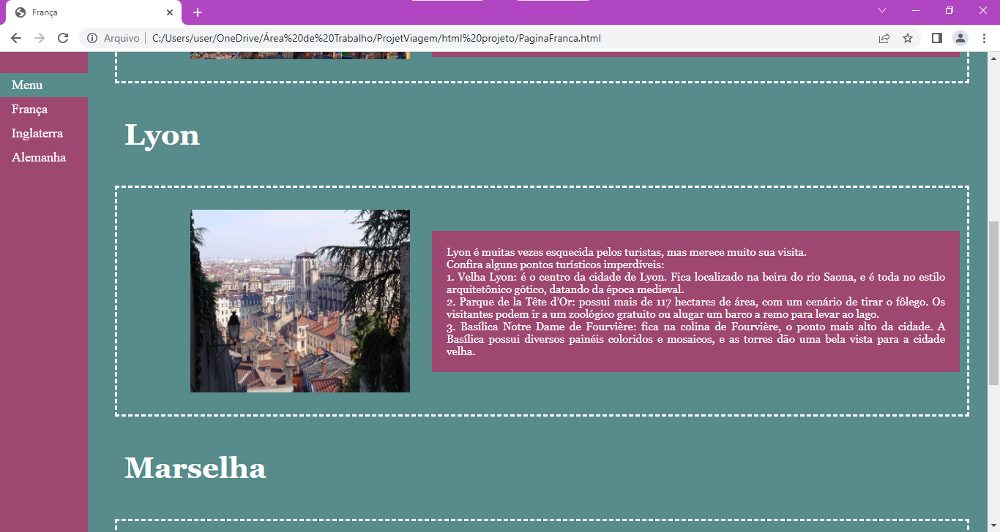 França
Arquivo
C:/Users/user/OneDrive/Área%20de%20Trabalho/ProjetViagem/html%20projeto/PaginaFranca.html
Menu
França
Inglaterra
Alemanha
Lyon
Lyon é muitas vezes esquecida pelos turistas, mas merece muito sua visita.
Confira alguns pontos turísticos imperdíveis:
1. Velha Lyon: é o centro da cidade de Lyon. Fica localizado na beira do rio Saona, e é toda no estilo
arquitetônico gótico, datando da época medieval.
2. Parque de la Tête d’Or: possui mais de 117 hectares de área, com um cenário de tirar o fôlego. Os
visitantes podem ir a um zoológico gratuito ou alugar um barco a remo para levar ao lago.
3. Basílica Notre Dame de Fourvière: fica na colina de Fourvière, o ponto mais alto da cidade. A
Basílica possui diversos painéis coloridos e mosaicos, e as torres dão uma bela vista para a cidade
velha.
Marselha